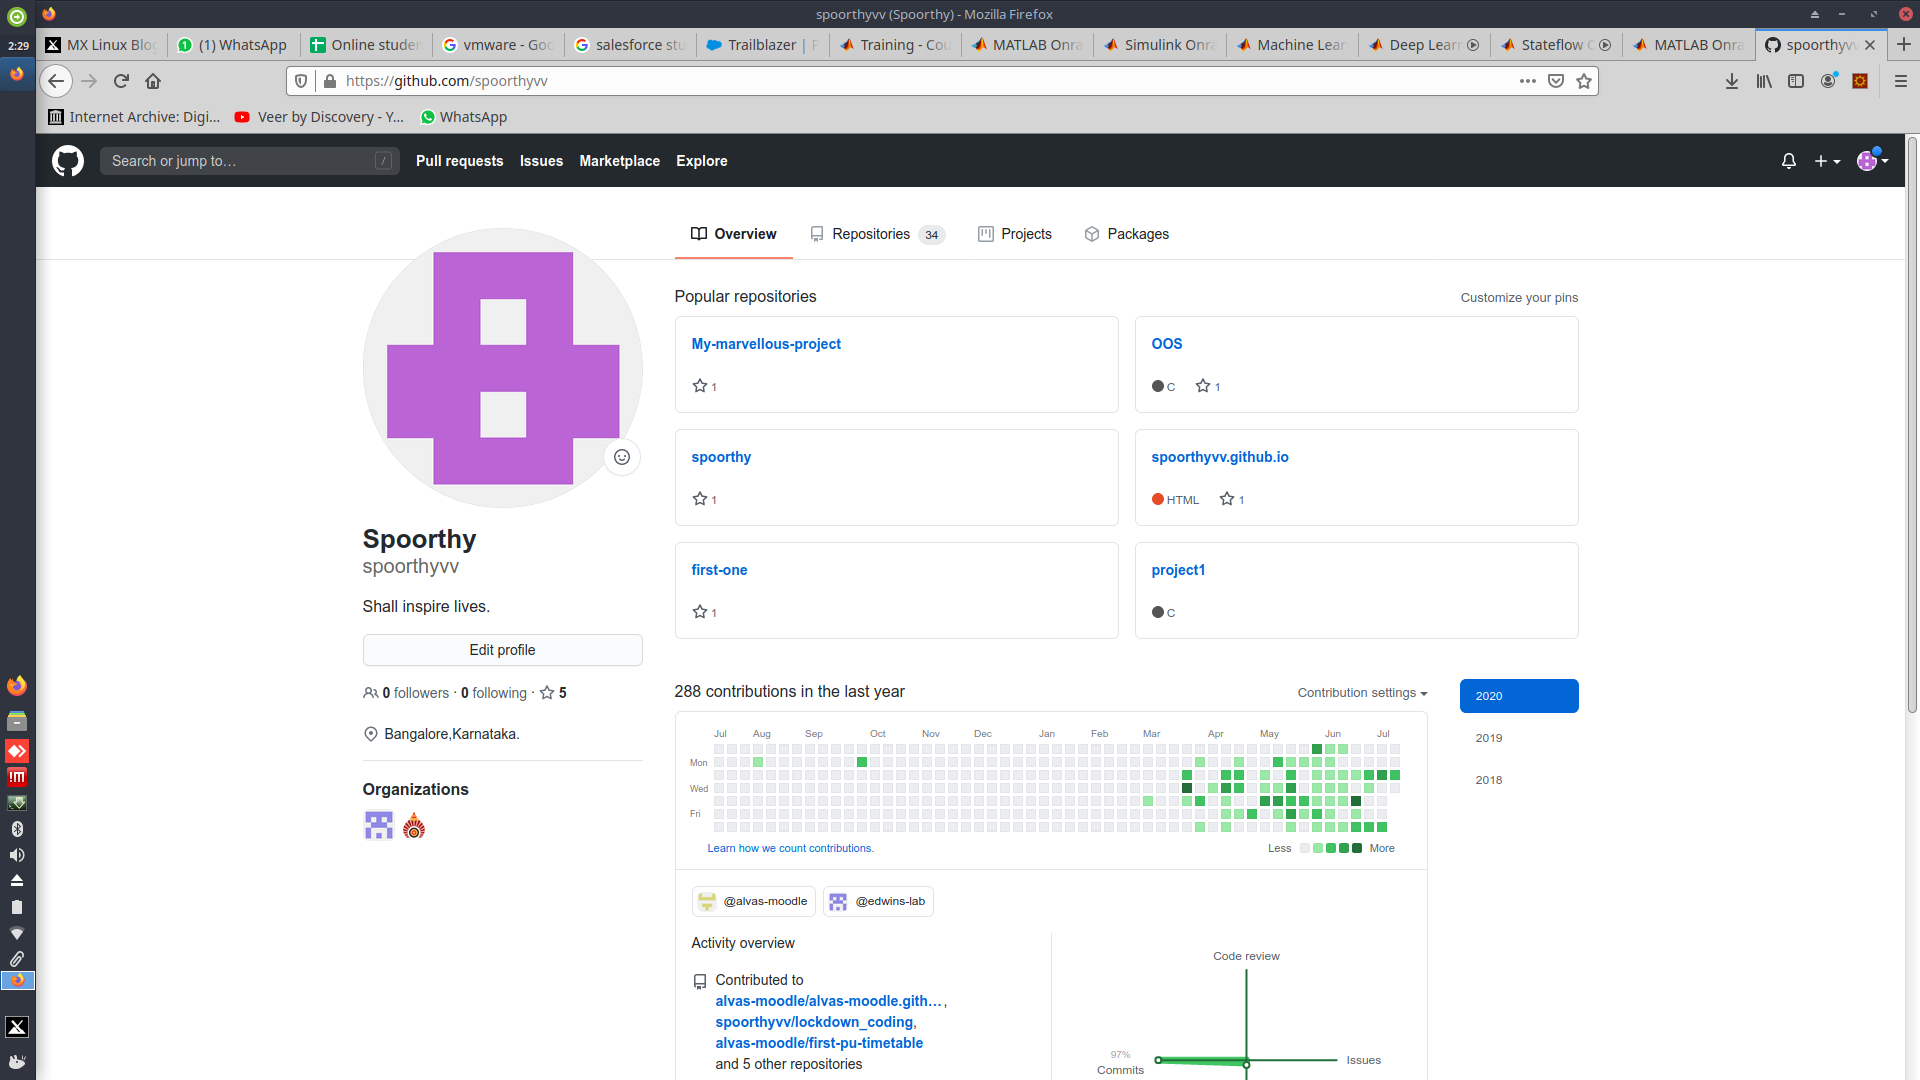 spoorthyvv (Spoorthy) - Mozilla Firefox
2:29
MX Linux Blo
(1) WhatsApp
Online studen
vmware - Goo
salesforce stu
Trailblazer | P
Training - Cou
MATLAB Onra
Simulink Onra
Machine Lear
Deep Learn
Stateflow O
MATLAB Onra
spoorthyvv
https://github.com/spoorthyvv
Internet Archive: Digi...
Veer by Discovery - Y...
WhatsApp
Search or jump to…
/
Pull requests
Issues
Marketplace
Explore
Overview
Repositories 34
Projects
Packages
Popular repositories
Customize your pins
My-marvellous-project
1
OOS
C
1
spoorthy
1
spoorthyvv.github.io
HTML
1
first-one
1
project1
C
Spoorthy
spoorthyvv
Shall inspire lives.
Edit profile
0 followers · 0 following · 5
Bangalore,Karnataka.
Organizations
288 contributions in the last year
Contribution settings
2020
2019
2018
Jul Aug Sep Oct Nov Dec Jan Feb Mar Apr May Jun Jul
Mon
Wed
Fri
Learn how we count contributions.
Less
More
@alvas-moodle
@edwins-lab
Activity overview
Contributed to
alvas-moodle/alvas-moodle.gith…,
spoorthyvv/lockdown_coding,
alvas-moodle/first-pu-timetable
and 5 other repositories
Code review
97%
Commits
Issues